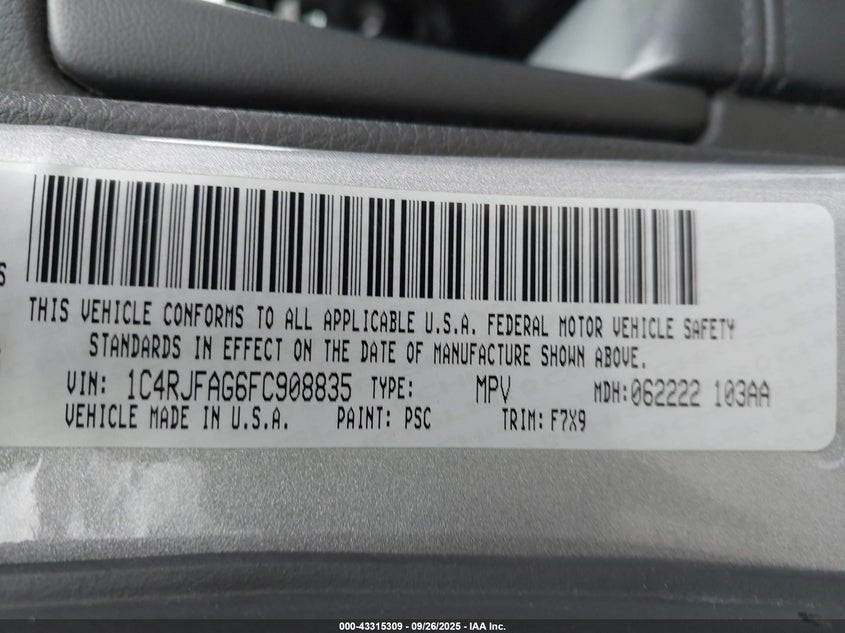 S
THIS VEHICLE CONFORMS TO ALL APPLICABLE U.S.A. FEDERAL MOTOR VEHICLE SAFETY
STANDARDS IN EFFECT ON THE DATE OF MANUFACTURE SHOWN ABOVE.
VIN: 1C4RJFAG6FC908835 TYPE: MPV MDH:062222 103AA
VEHICLE MADE IN U.S.A. PAINT: PSC TRIM: F7X9
000-43315309 - 09/26/2025 - IAA Inc.